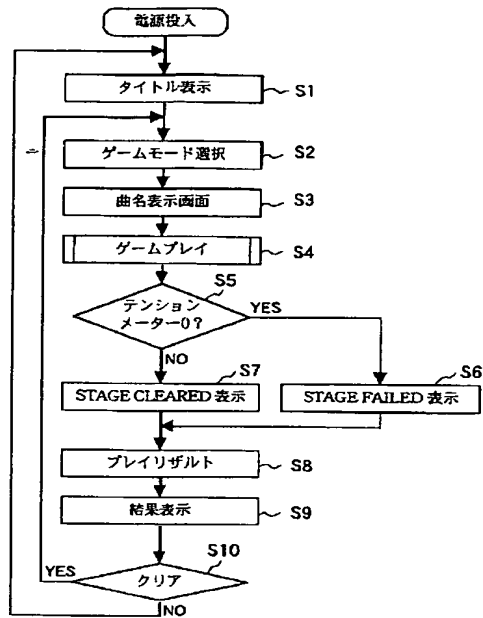 電源投入
タイトル表示
S1
ゲームモード選択
S2
曲名表示画面
S3
ゲームプレイ
S4
S5
テンション
メーター0?
YES
NO
S7
S6
STAGE CLEARED 表示
STAGE FAILED 表示
プレイリザルト
S8
結果表示
S9
S10
YES
クリア
NO